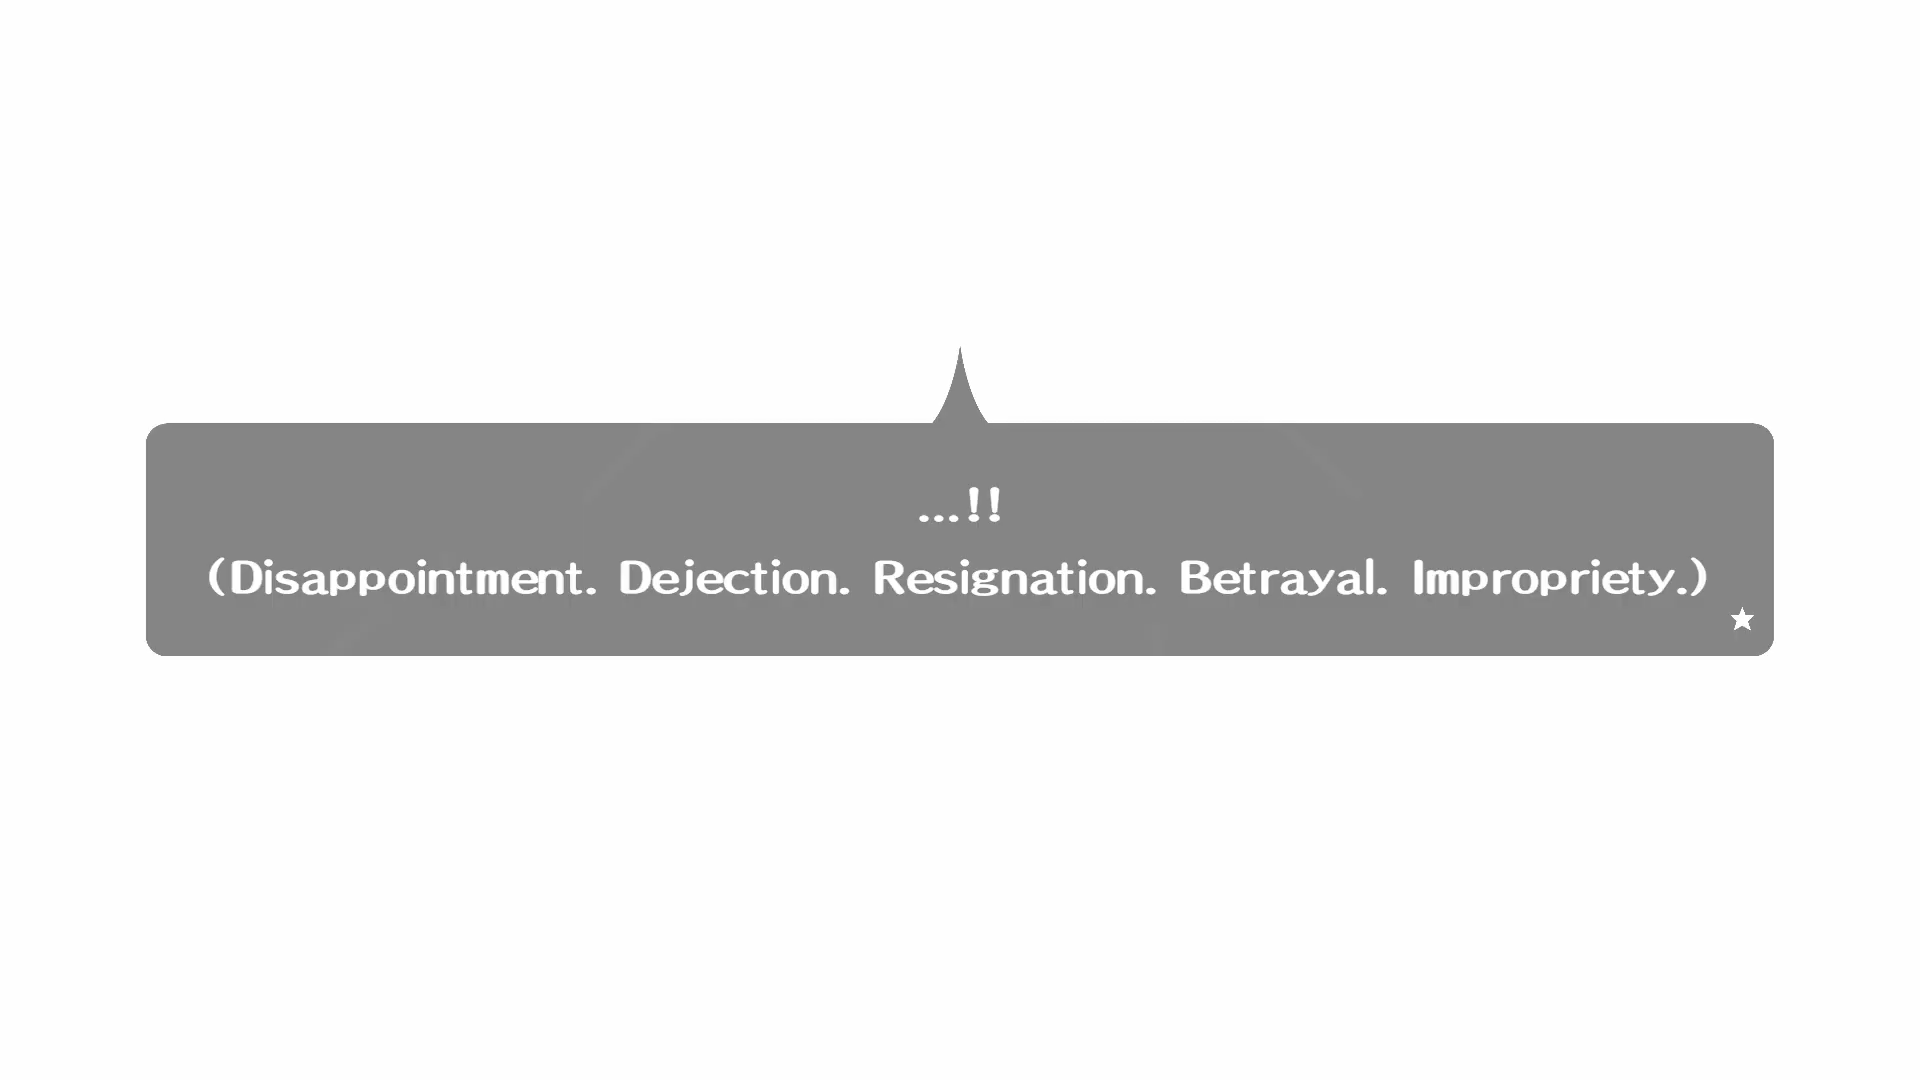 ...!!
(Disappointment. Dejection. Resignation. Betrayal. Impropriety.)